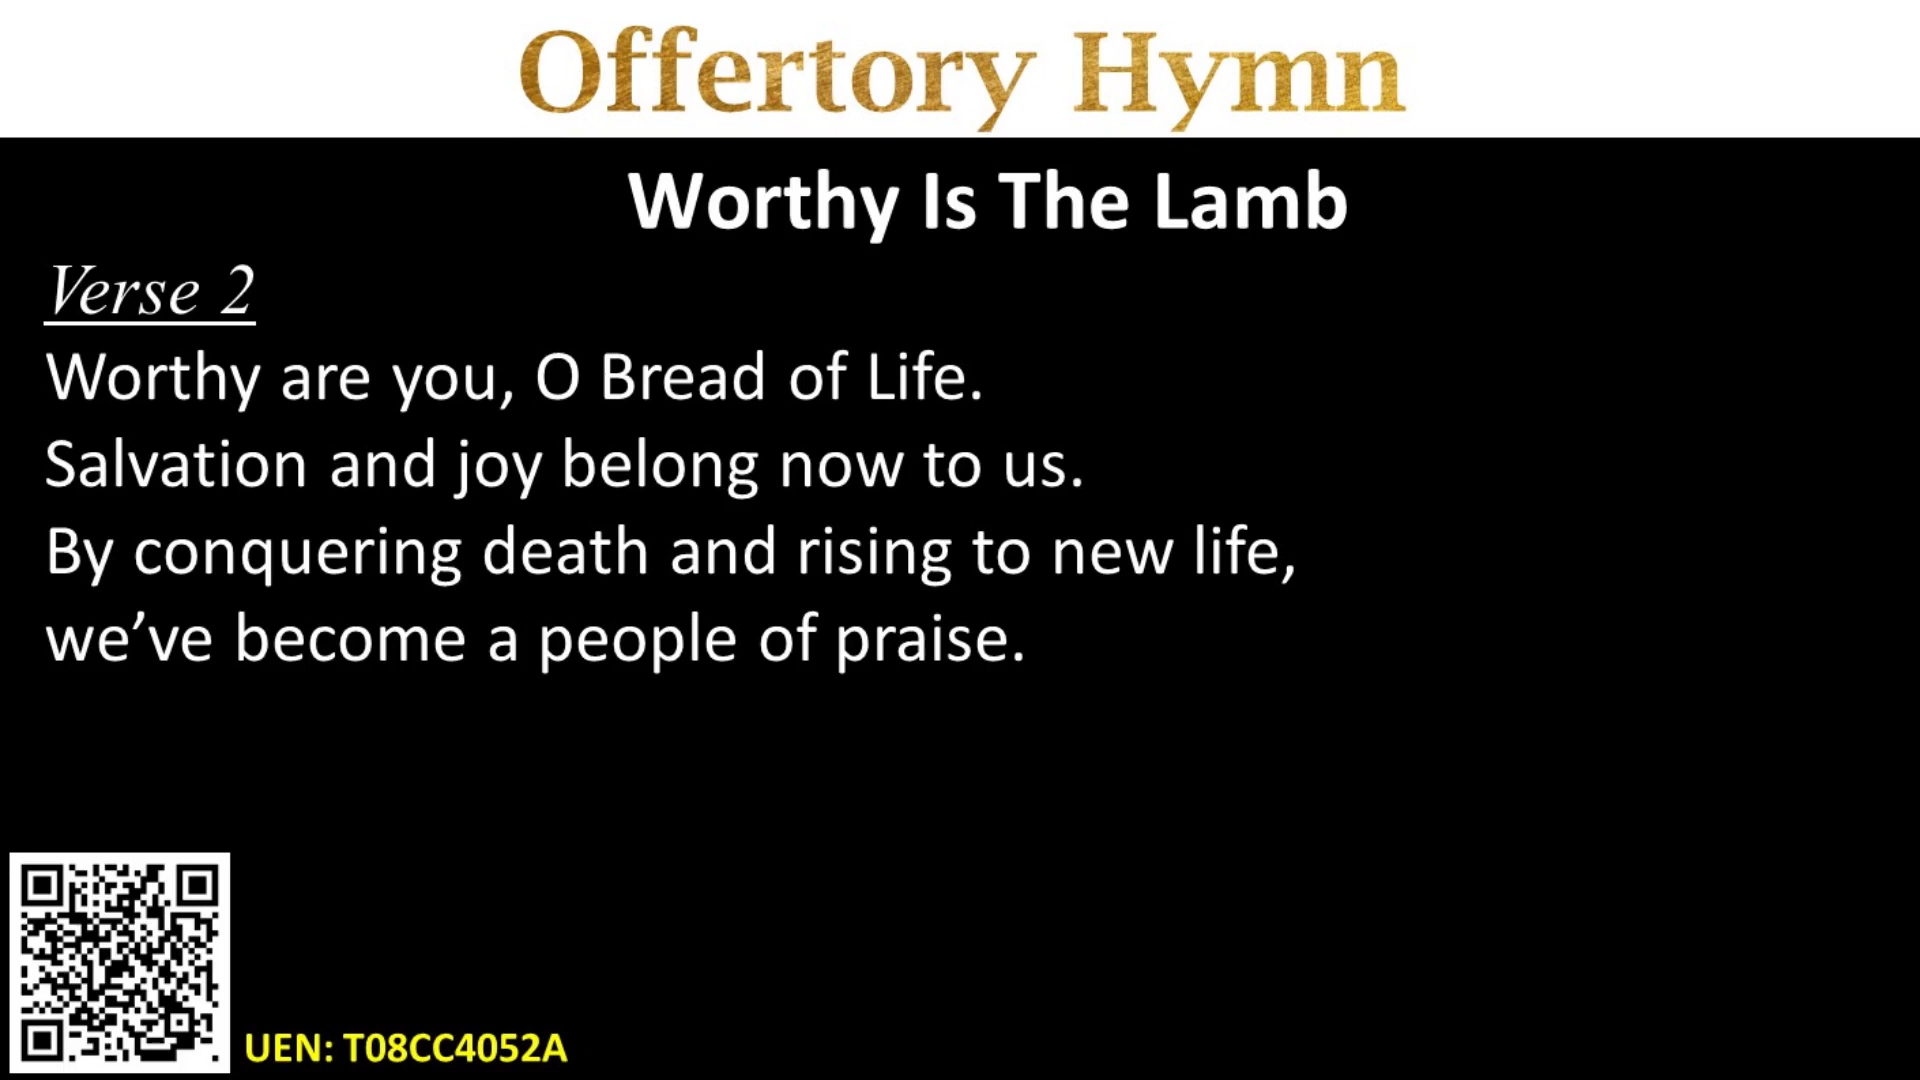 Offertory Hymn
Worthy Is The Lamb
Verse 2
Worthy are you, O Bread of Life.
Salvation and joy belong now to us.
By conquering death and rising to new life,
we’ve become a people of praise.
UEN: T08CC4052A